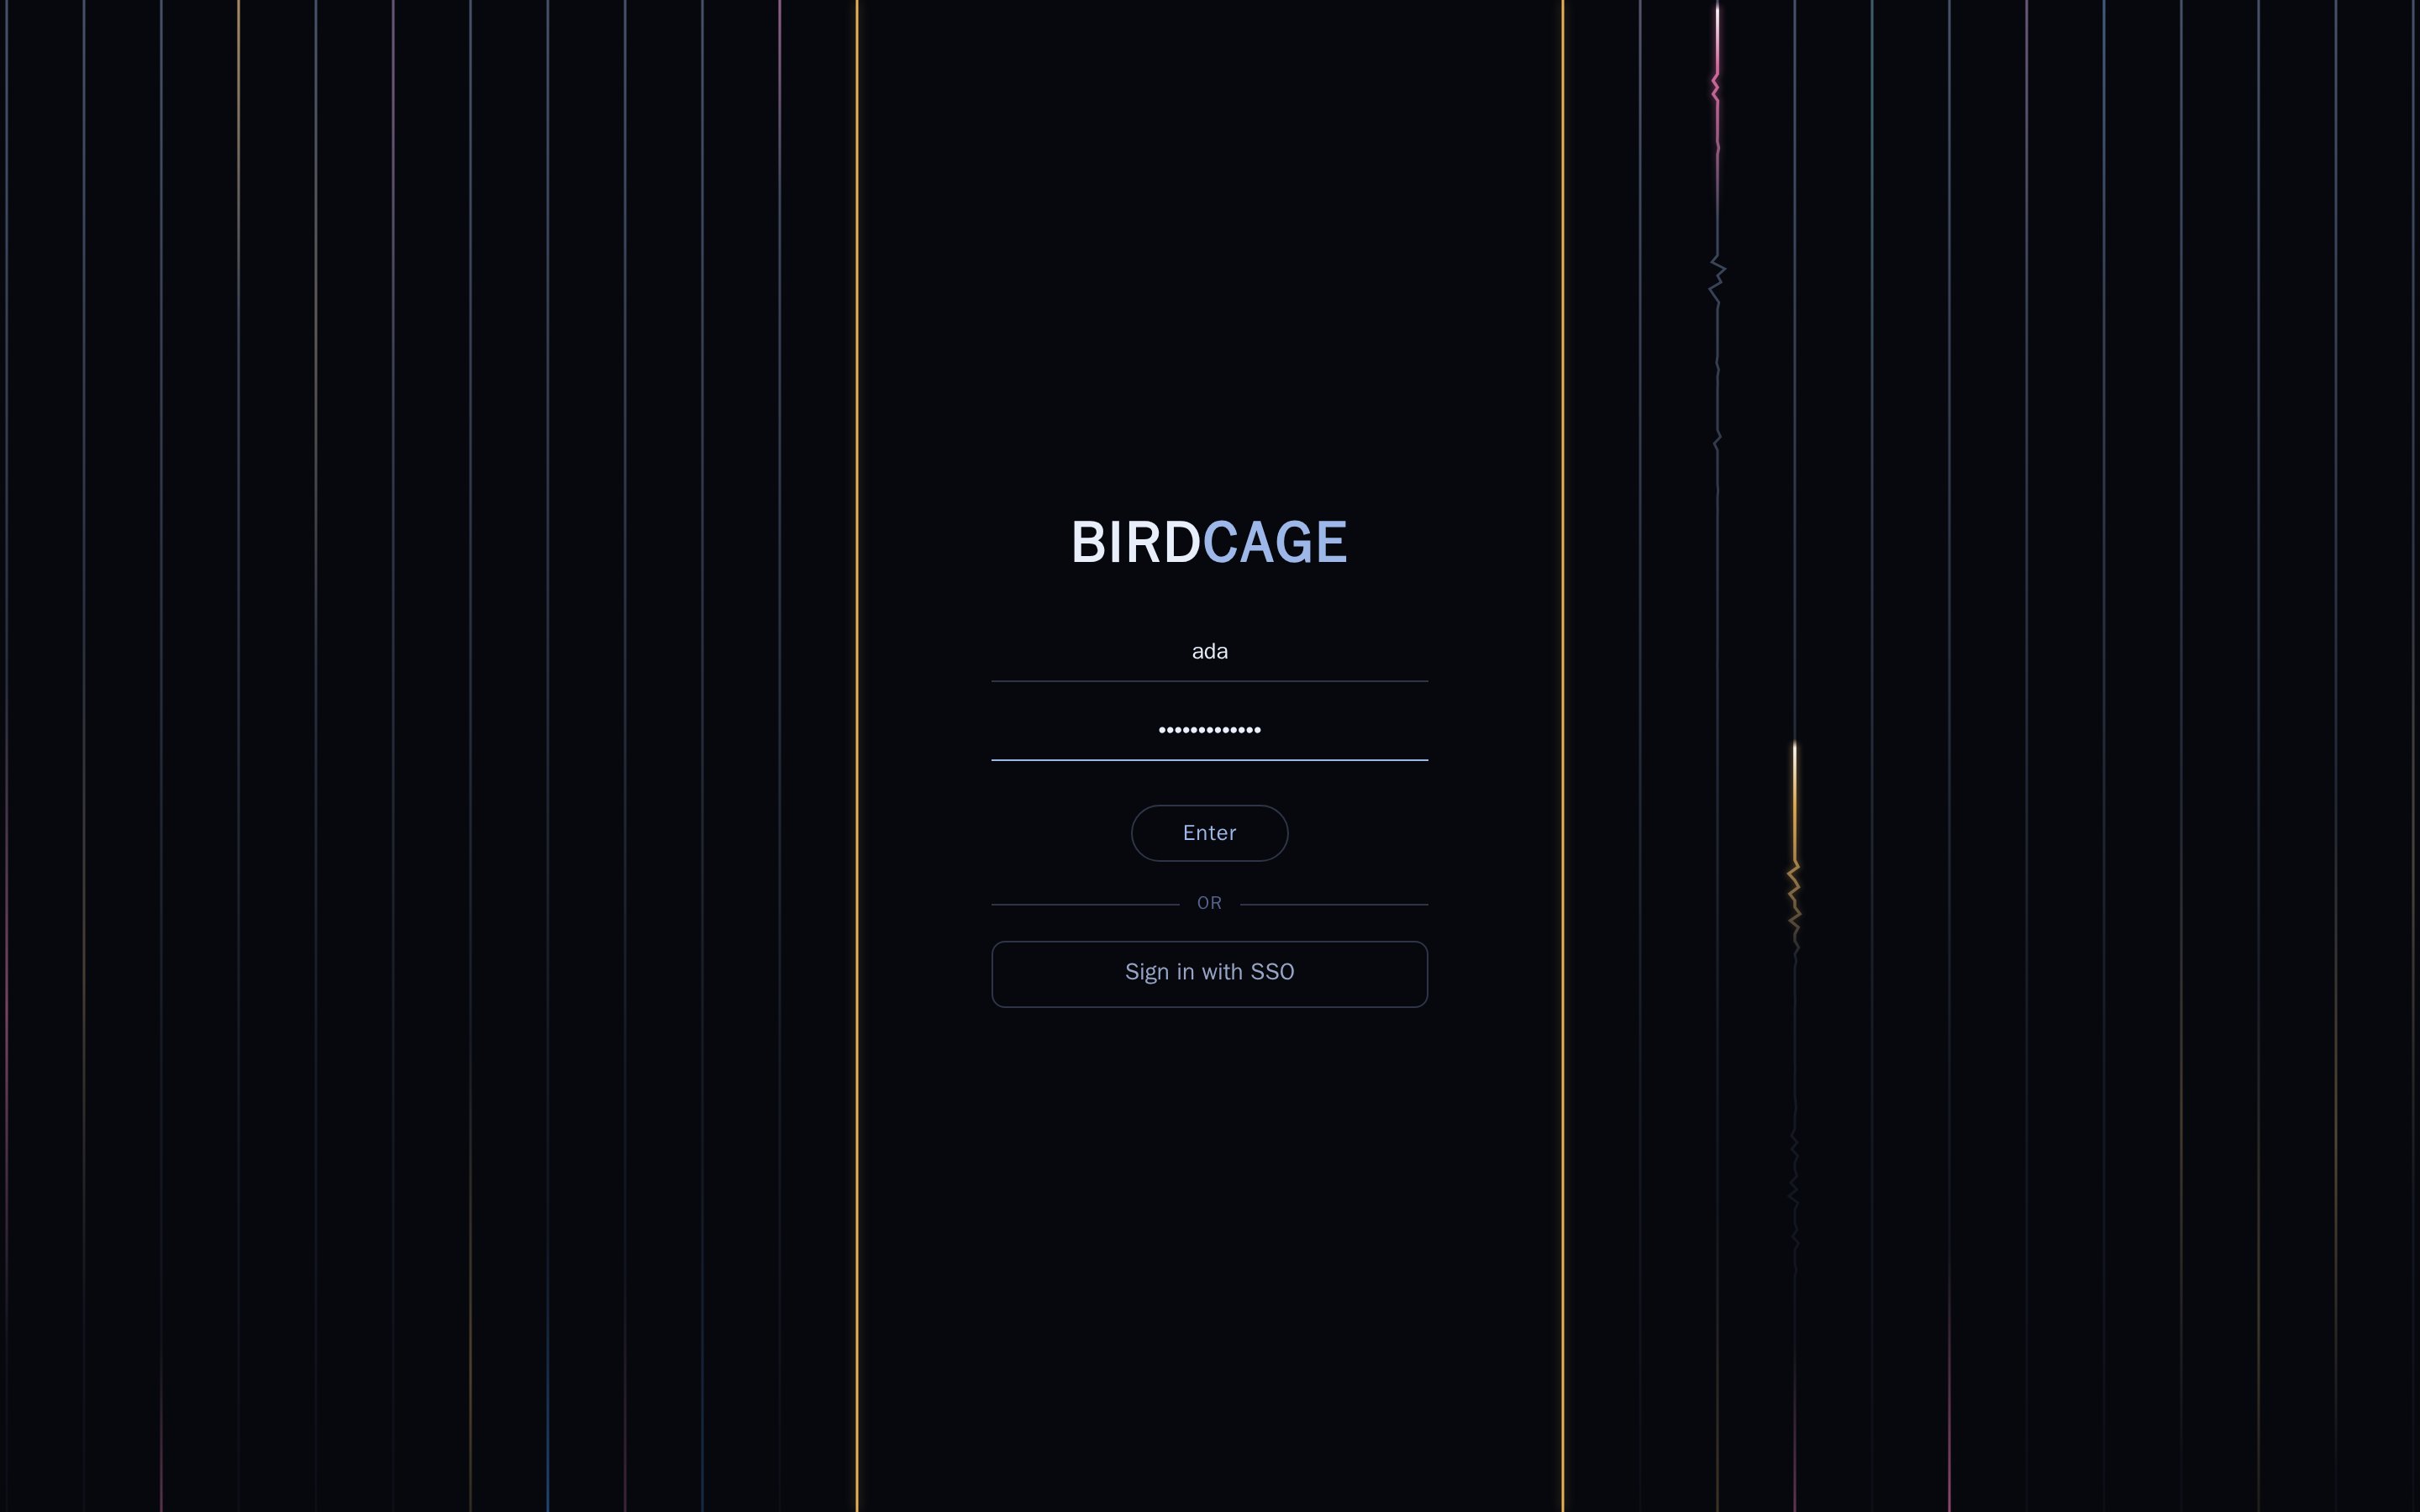 BIRDCAGE
ada
•••••••••••••
Enter
OR
Sign in with SSO